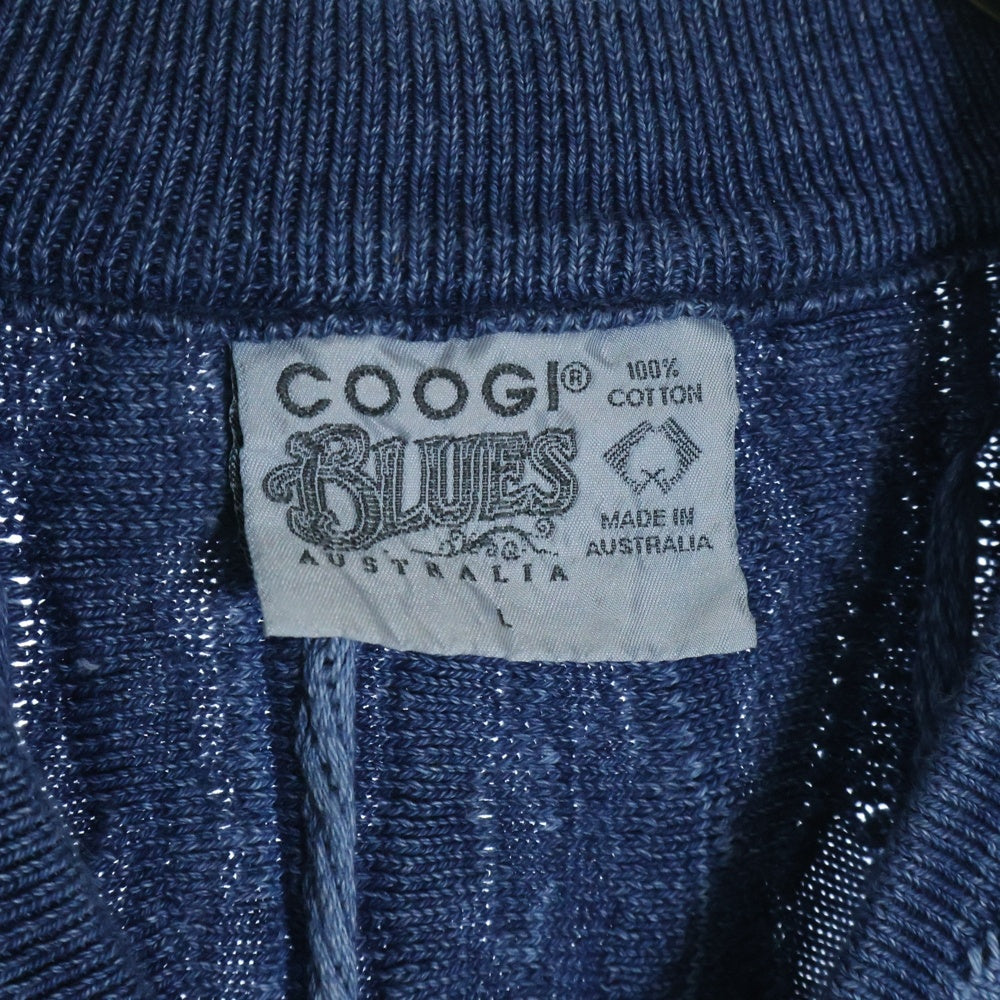 COOGI®
BLUES
AUSTRALIA
100%
COTTON
MADE IN
AUSTRALIA
L